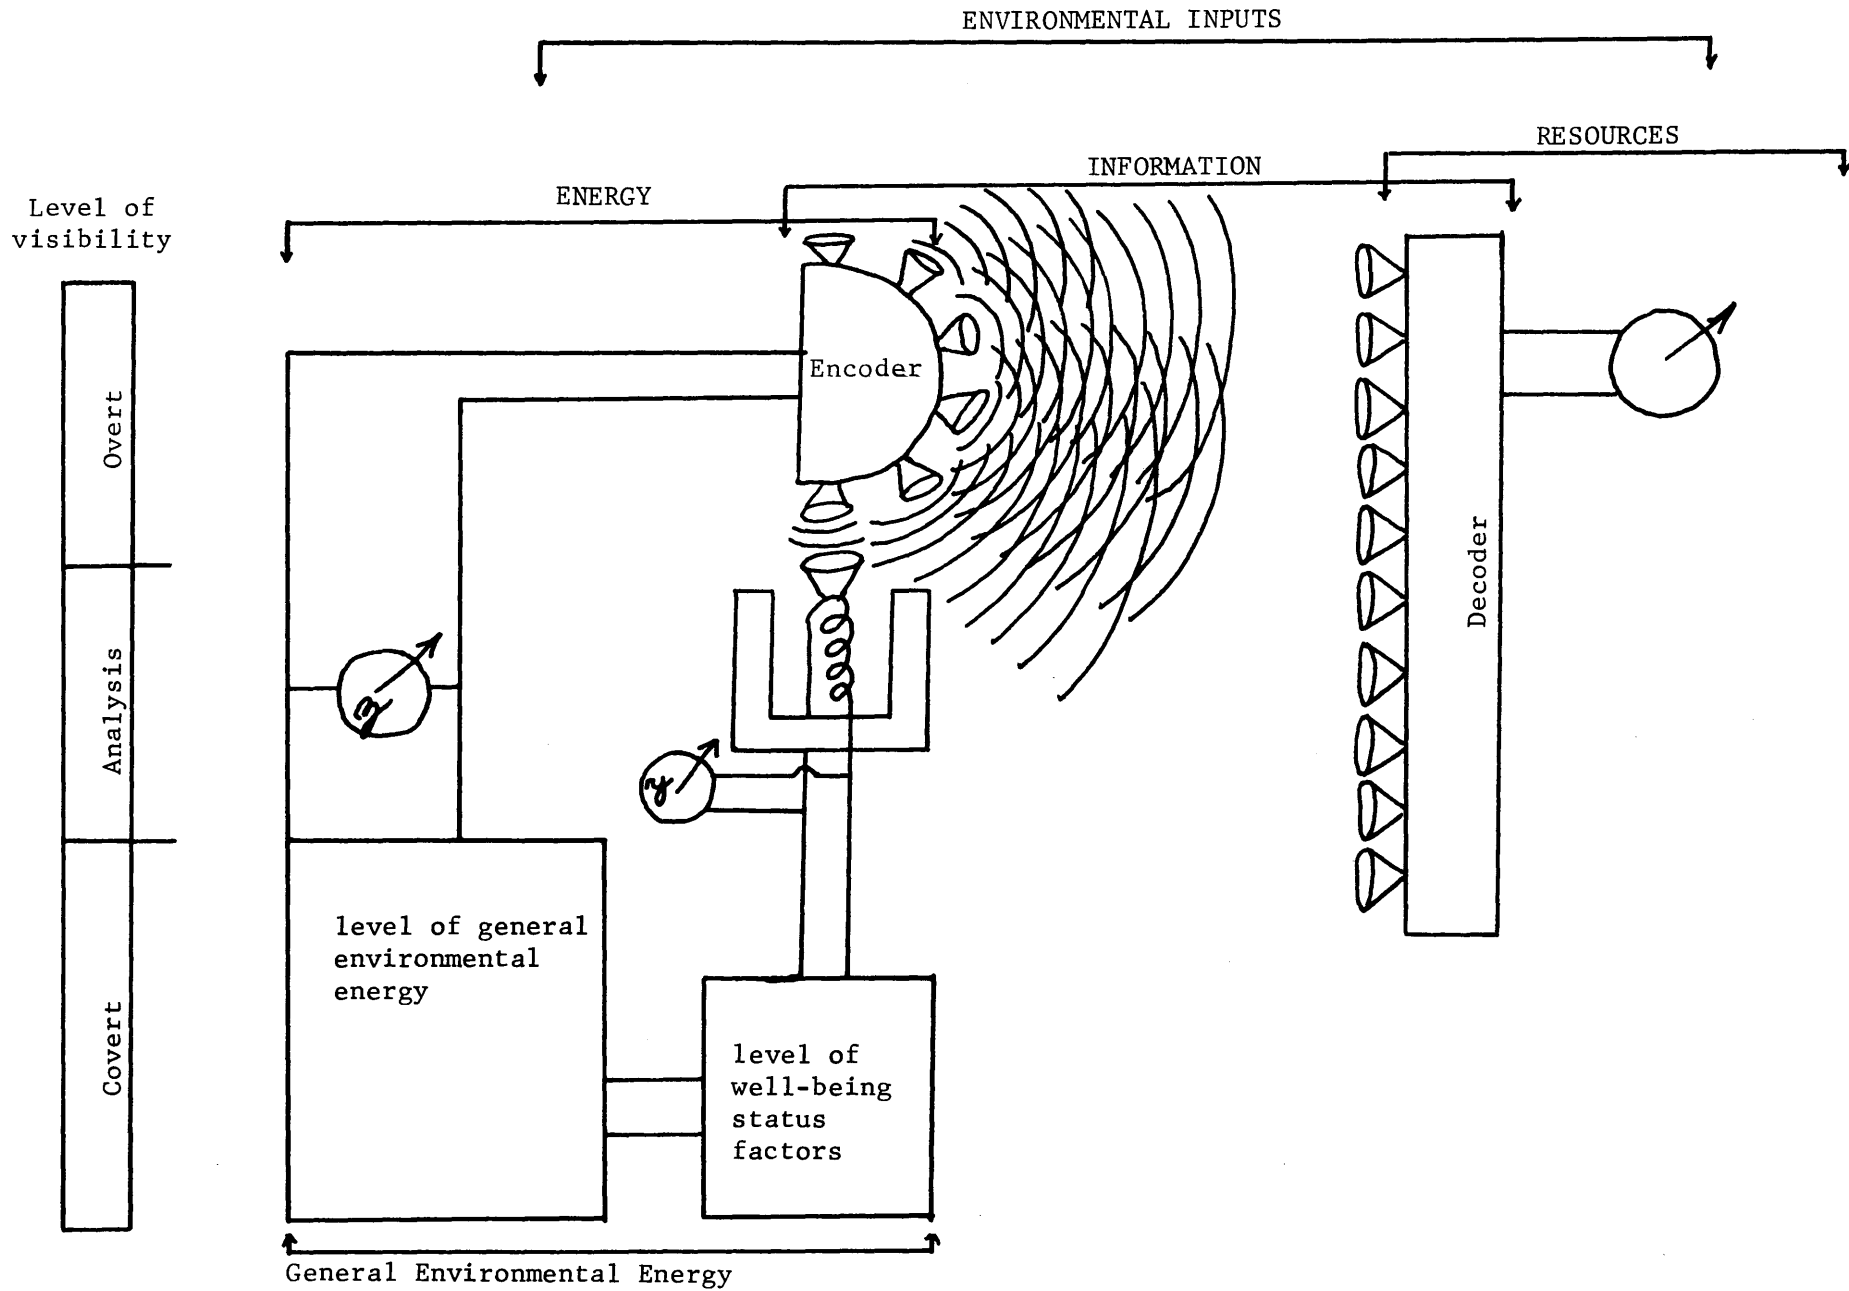 ENVIRONMENTAL INPUTS
RESOURCES
INFORMATION
ENERGY
Level of
visibility
Overt
Analysis
Covert
Encoder
Decoder
y
level of general
environmental
energy
level of
well-being
status
factors
General Environmental Energy